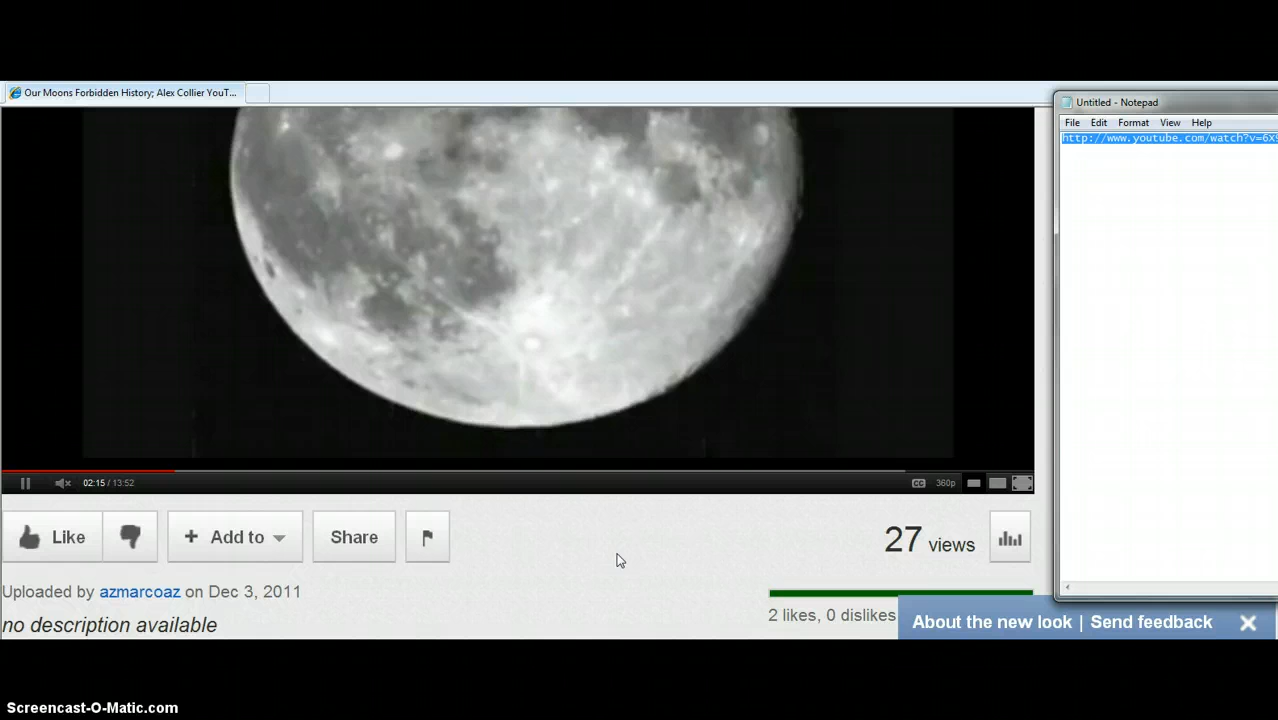 Our Moons Forbidden History; Alex Collier YouT...
Untitled - Notepad
File Edit Format View Help
http://www.youtube.com/watch?v=6X
02:15 / 13:52
CC 360p
Like
+ Add to
Share
27 views
Uploaded by azmarcoaz on Dec 3, 2011
2 likes, 0 dislikes
no description available
About the new look | Send feedback
Screencast-O-Matic.com